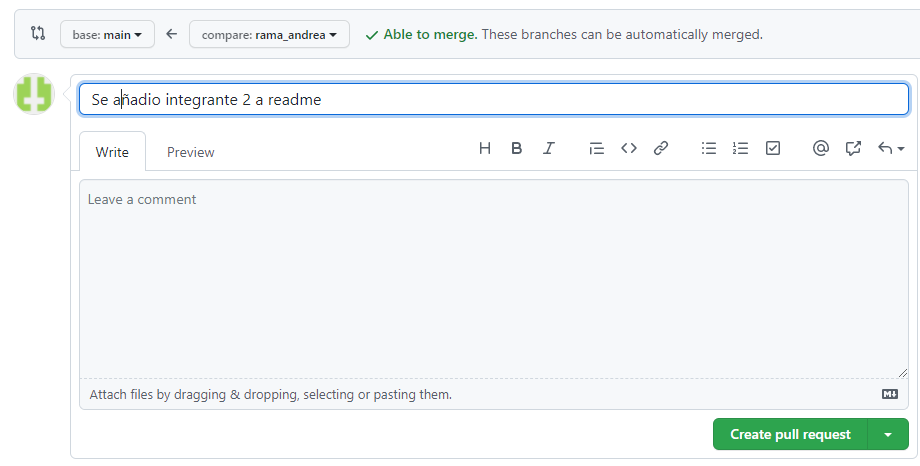 base: main compare: rama_andrea Able to merge. These branches can be automatically merged.
Se añadio integrante 2 a readme
Write Preview
Leave a comment
Attach files by dragging & dropping, selecting or pasting them.
Create pull request